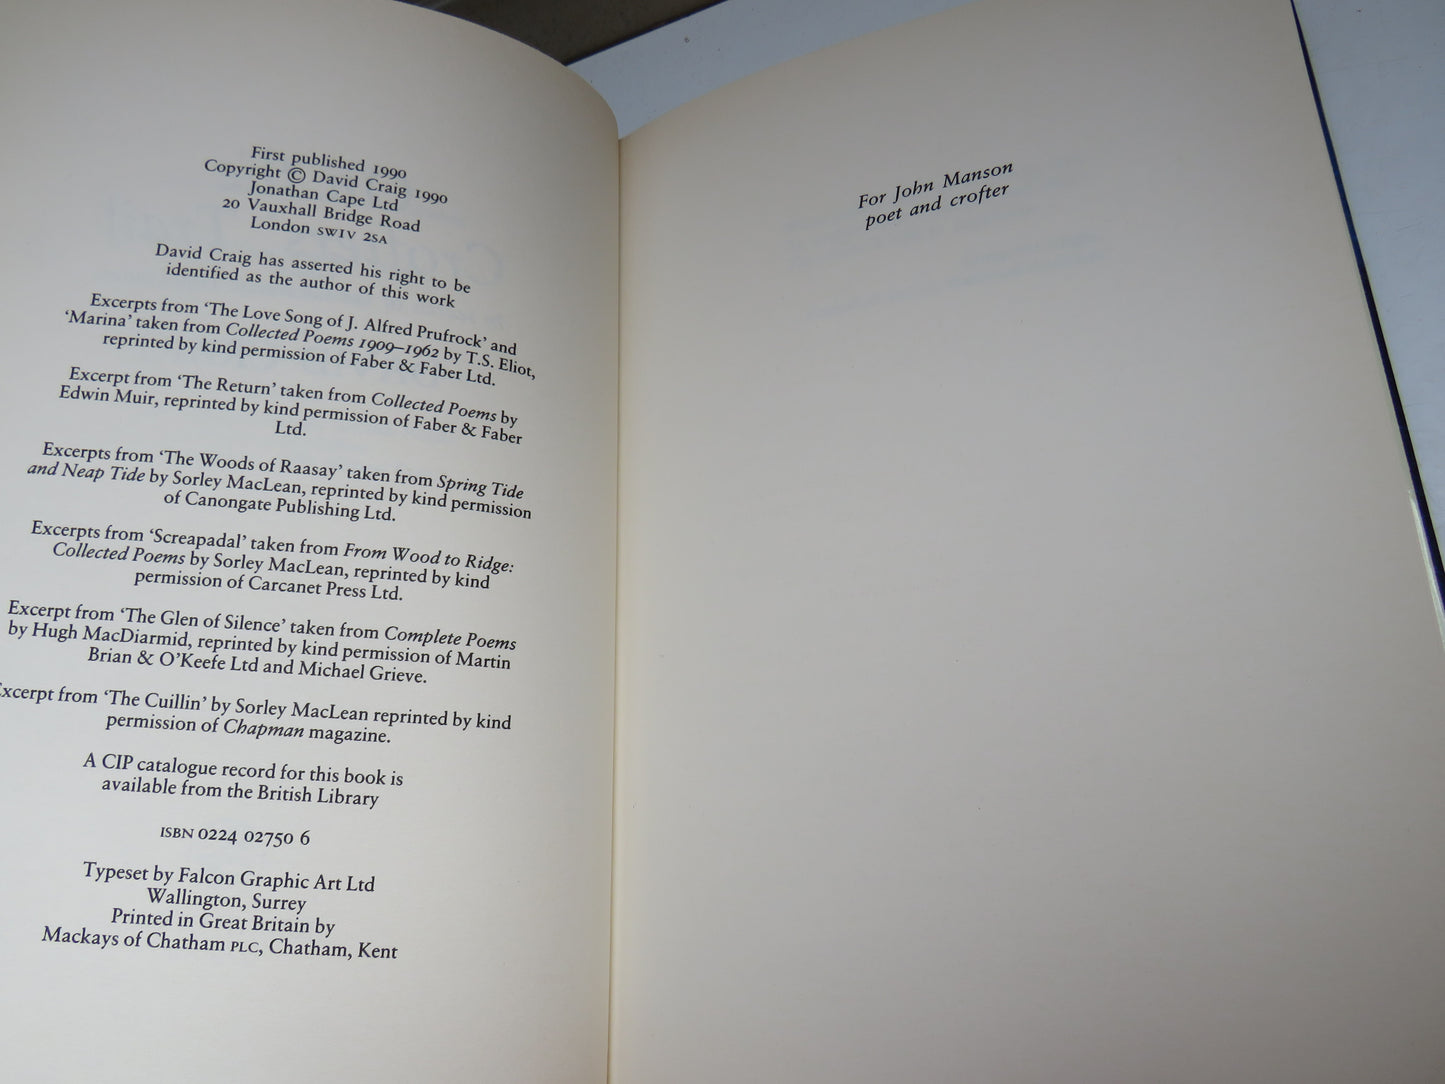 First published 1990
Copyright © David Craig 1990
Jonathan Cape Ltd
20 Vauxhall Bridge Road
London SW1V 2SA
David Craig has asserted his right to be
identified as the author of this work
Excerpts from ‘The Love Song of J. Alfred Prufrock’ and
‘Marina’ taken from Collected Poems 1909–1962 by T.S. Eliot,
reprinted by kind permission of Faber & Faber Ltd.
Excerpt from ‘The Return’ taken from Collected Poems by
Edwin Muir, reprinted by kind permission of Faber & Faber
Ltd.
Excerpts from ‘The Woods of Raasay’ taken from Spring Tide
and Neap Tide by Sorley MacLean, reprinted by kind permission
of Canongate Publishing Ltd.
Excerpts from ‘Screapadal’ taken from From Wood to Ridge:
Collected Poems by Sorley MacLean, reprinted by kind
permission of Carcanet Press Ltd.
Excerpt from ‘The Glen of Silence’ taken from Complete Poems
by Hugh MacDiarmid, reprinted by kind permission of Martin
Brian & O’Keefe Ltd and Michael Grieve.
xcerpt from ‘The Cuillin’ by Sorley MacLean reprinted by kind
permission of Chapman magazine.
A CIP catalogue record for this book is
available from the British Library
ISBN 0224 02750 6
Typeset by Falcon Graphic Art Ltd
Wallington, Surrey
Printed in Great Britain by
Mackays of Chatham PLC, Chatham, Kent
For John Manson
poet and crofter